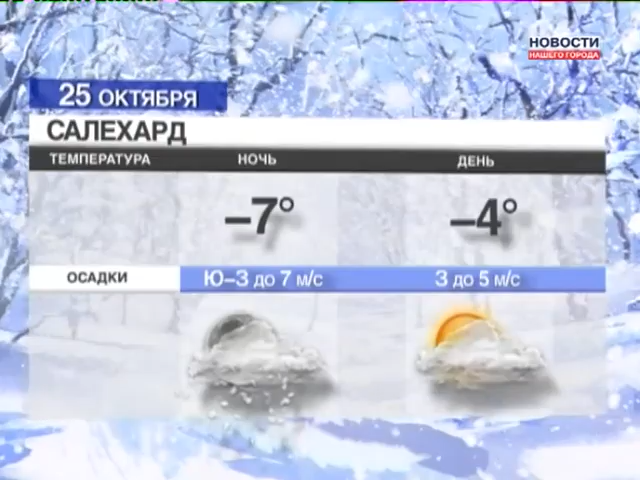 НОВОСТИ
НАШЕГО ГОРОДА
25 ОКТЯБРЯ
САЛЕХАРД
ТЕМПЕРАТУРА НОЧЬ ДЕНЬ
–7° –4°
ОСАДКИ Ю–З ДО 7 М/С З ДО 5 М/С